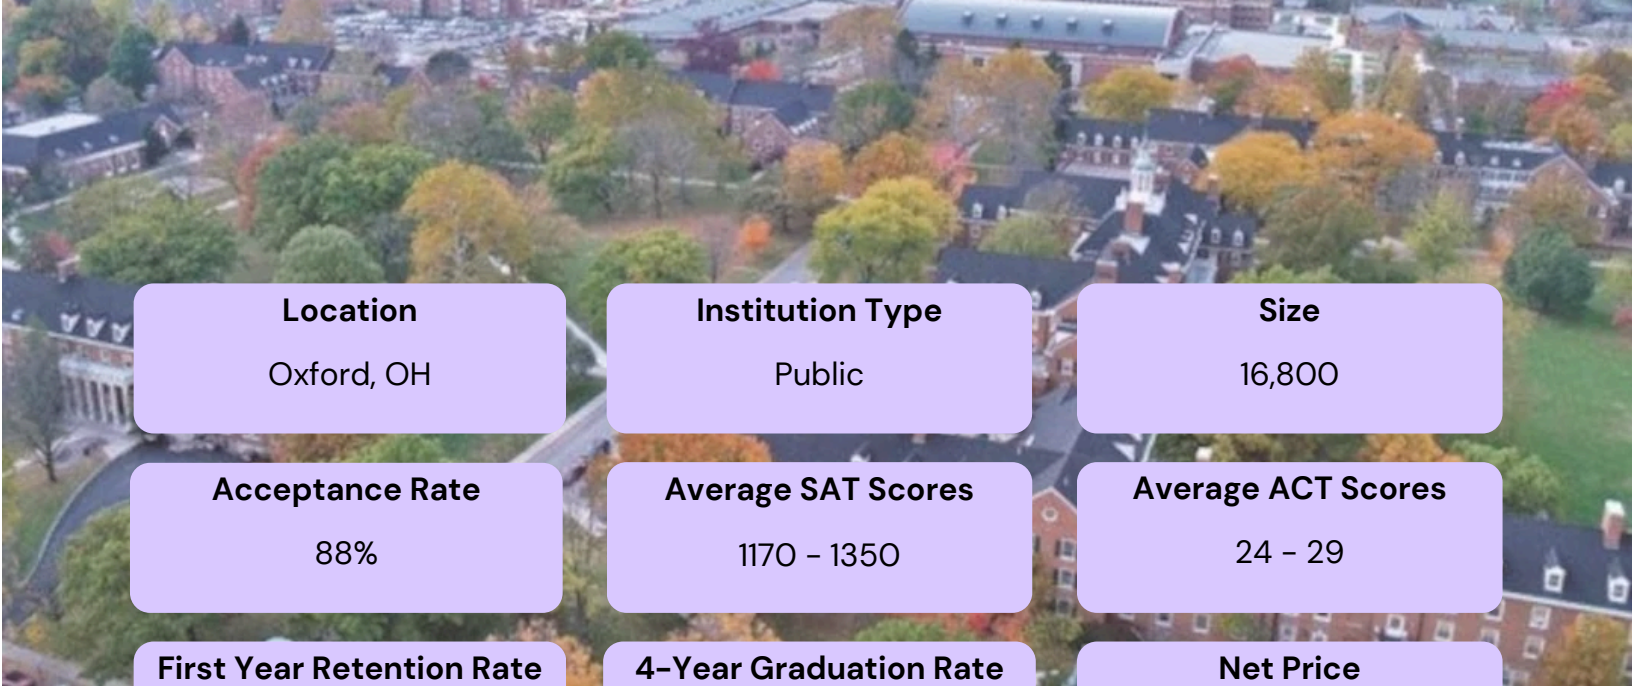 Location
Oxford, OH
Institution Type
Public
Size
16,800
Acceptance Rate
88%
Average SAT Scores
1170 - 1350
Average ACT Scores
24 - 29
First Year Retention Rate
4-Year Graduation Rate
Net Price